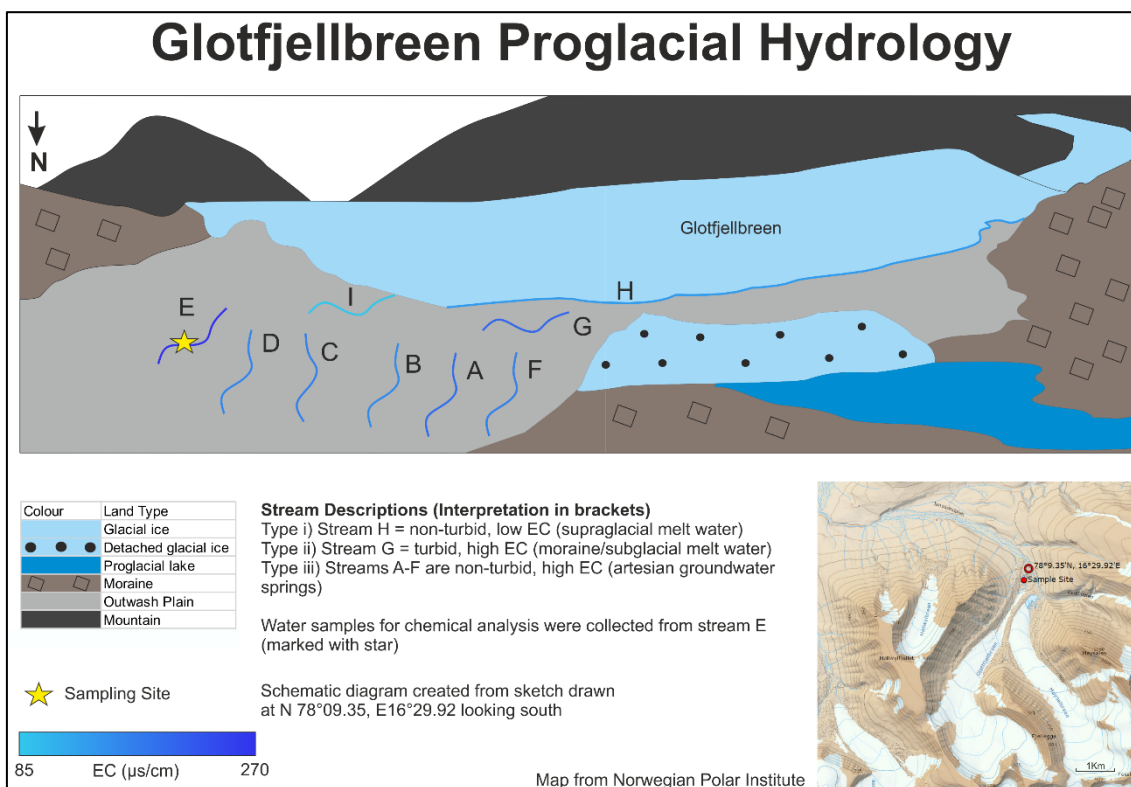 Glotfjellbreen Proglacial Hydrology
N
Glotfjellbreen
H
I
E
G
D
C
B
A
F
Colour Land Type
Glacial ice
Detached glacial ice
Proglacial lake
Moraine
Outwash Plain
Mountain
Sampling Site
85 EC (µs/cm) 270
Stream Descriptions (Interpretation in brackets)
Type i) Stream H = non-turbid, low EC (supraglacial melt water)
Type ii) Stream G = turbid, high EC (moraine/subglacial melt water)
Type iii) Streams A-F are non-turbid, high EC (artesian groundwater
springs)
Water samples for chemical analysis were collected from stream E
(marked with star)
Schematic diagram created from sketch drawn
at N 78°09.35, E16°29.92 looking south
Map from Norwegian Polar Institute
78°9.35'N, 16°29.92'E
Sample Site
1Km